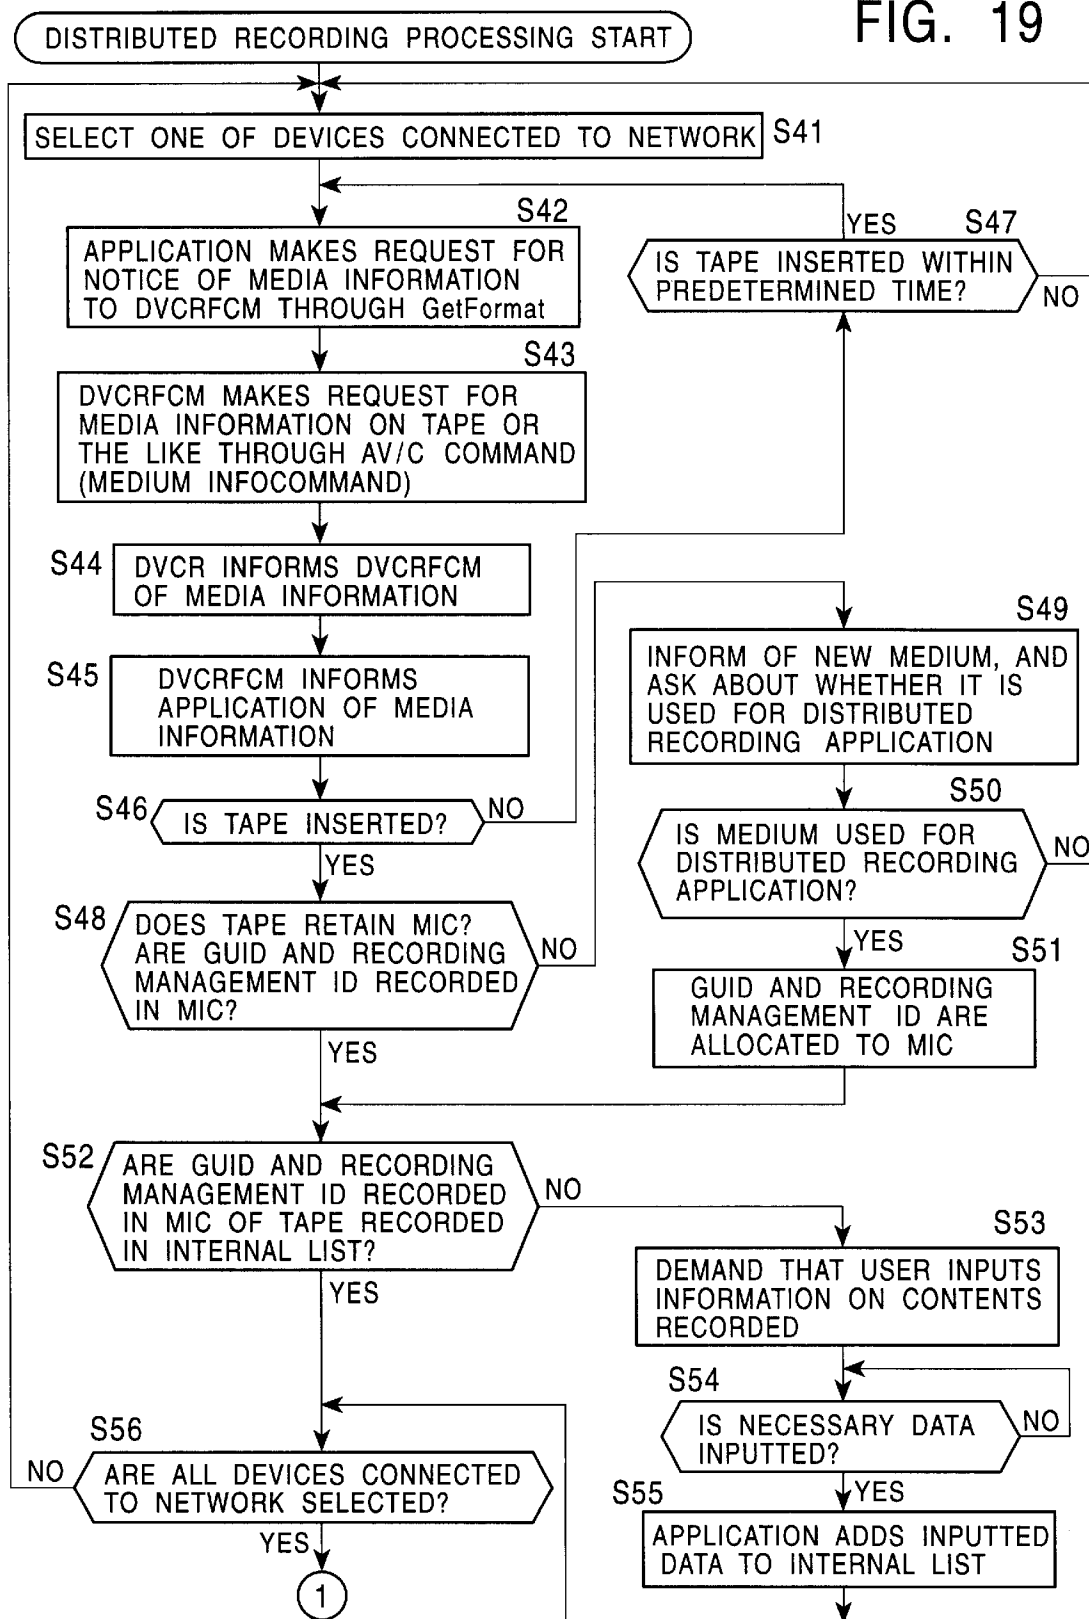 FIG. 19
DISTRIBUTED RECORDING PROCESSING START
SELECT ONE OF DEVICES CONNECTED TO NETWORK
S41
S42
APPLICATION MAKES REQUEST FOR
NOTICE OF MEDIA INFORMATION
TO DVCRFCM THROUGH GetFormat
YES
S47
IS TAPE INSERTED WITHIN
PREDETERMINED TIME?
NO
S43
DVCRFCM MAKES REQUEST FOR
MEDIA INFORMATION ON TAPE OR
THE LIKE THROUGH AV/C COMMAND
(MEDIUM INFOCOMMAND)
S44
DVCR INFORMS DVCRFCM
OF MEDIA INFORMATION
S45
DVCRFCM INFORMS
APPLICATION OF MEDIA
INFORMATION
S46
IS TAPE INSERTED?
NO
YES
S48
DOES TAPE RETAIN MIC?
ARE GUID AND RECORDING
MANAGEMENT ID RECORDED
IN MIC?
NO
YES
S49
INFORM OF NEW MEDIUM, AND
ASK ABOUT WHETHER IT IS
USED FOR DISTRIBUTED
RECORDING APPLICATION
S50
IS MEDIUM USED FOR
DISTRIBUTED RECORDING
APPLICATION?
NO
YES
S51
GUID AND RECORDING
MANAGEMENT ID ARE
ALLOCATED TO MIC
S52
ARE GUID AND RECORDING
MANAGEMENT ID RECORDED
IN MIC OF TAPE RECORDED
IN INTERNAL LIST?
NO
YES
S53
DEMAND THAT USER INPUTS
INFORMATION ON CONTENTS
RECORDED
S54
IS NECESSARY DATA
INPUTTED?
NO
YES
S55
APPLICATION ADDS INPUTTED
DATA TO INTERNAL LIST
S56
NO
ARE ALL DEVICES CONNECTED
TO NETWORK SELECTED?
YES
1